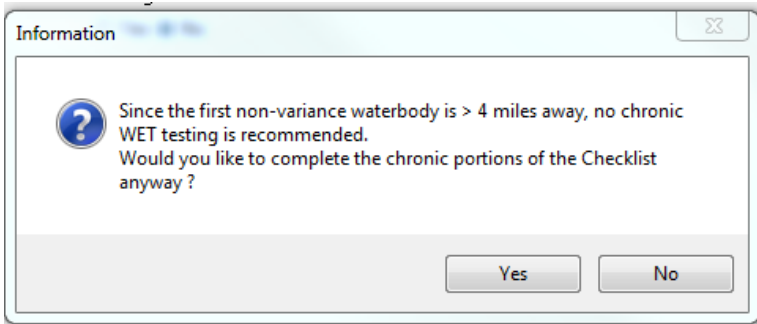 Information
Since the first non-variance waterbody is > 4 miles away, no chronic
WET testing is recommended.
Would you like to complete the chronic portions of the Checklist
anyway ?
Yes
No